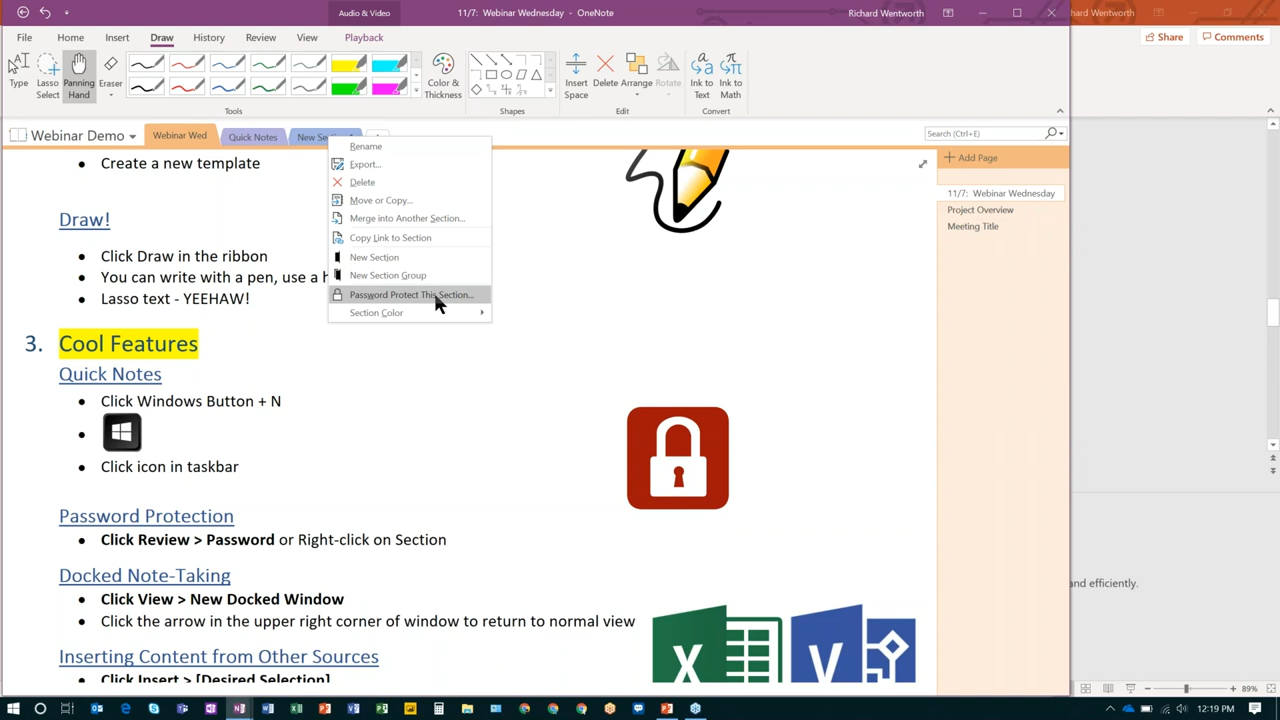 Audio & Video
11/7: Webinar Wednesday - OneNote
Richard Wentworth
Richard Wentworth
File
Home
Insert
Draw
History
Review
View
Playback
Share
Comments
Type
Lasso Select
Panning Hand
Eraser
Color & Thickness
Insert Space
Delete
Arrange
Rotate
Ink to Text
Ink to Math
Tools
Shapes
Edit
Convert
Webinar Demo
Webinar Wed
Quick Notes
Search (Ctrl+E)
Rename
Export...
Delete
Move or Copy...
Merge into Another Section...
Copy Link to Section
New Section
New Section Group
Password Protect This Section...
Section Color
Add Page
11/7: Webinar Wednesday
Project Overview
Meeting Title
• Create a new template
Draw!
• Click Draw in the ribbon
• You can write with a pen, use a
• Lasso text - YEEHAW!
3. Cool Features
Quick Notes
• Click Windows Button + N
• Click icon in taskbar
Password Protection
• Click Review > Password or Right-click on Section
Docked Note-Taking
• Click View > New Docked Window
• Click the arrow in the upper right corner of window to return to normal view
Inserting Content from Other Sources
• Click Insert > [Desired Selection]
and efficiently.
89%
12:19 PM